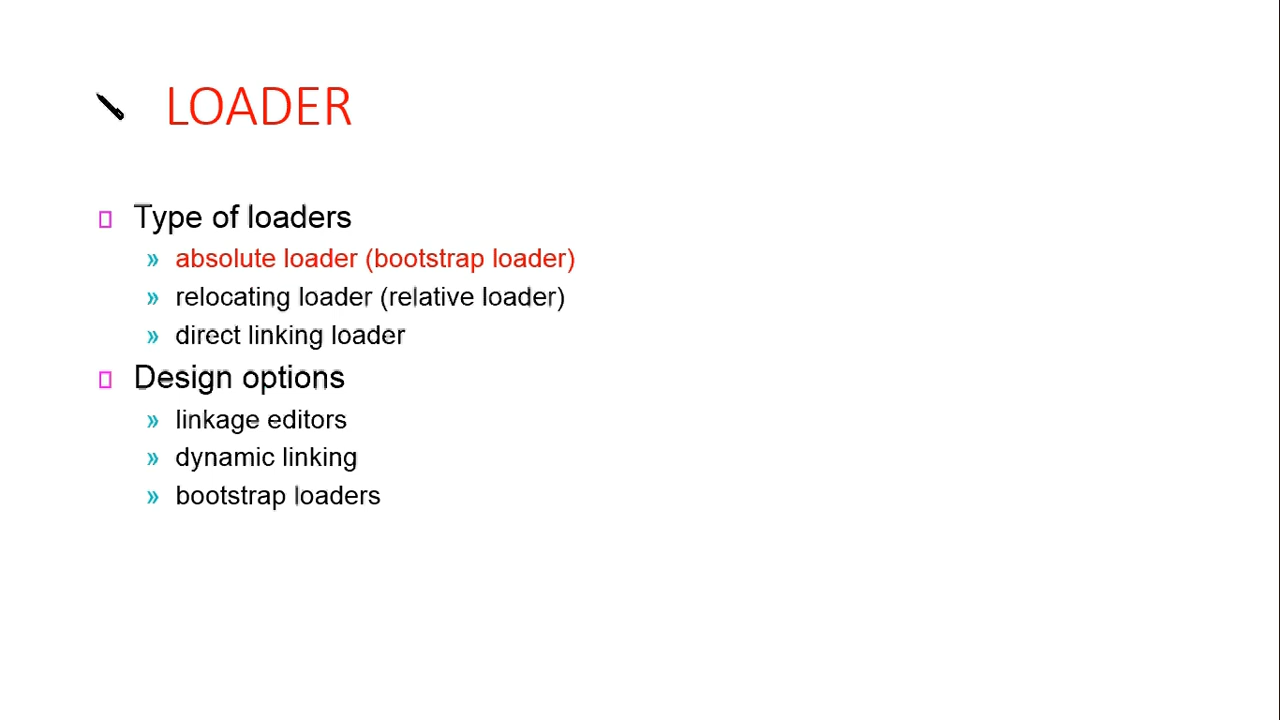 LOADER
Type of loaders
» absolute loader (bootstrap loader)
» relocating loader (relative loader)
» direct linking loader
Design options
» linkage editors
» dynamic linking
» bootstrap loaders